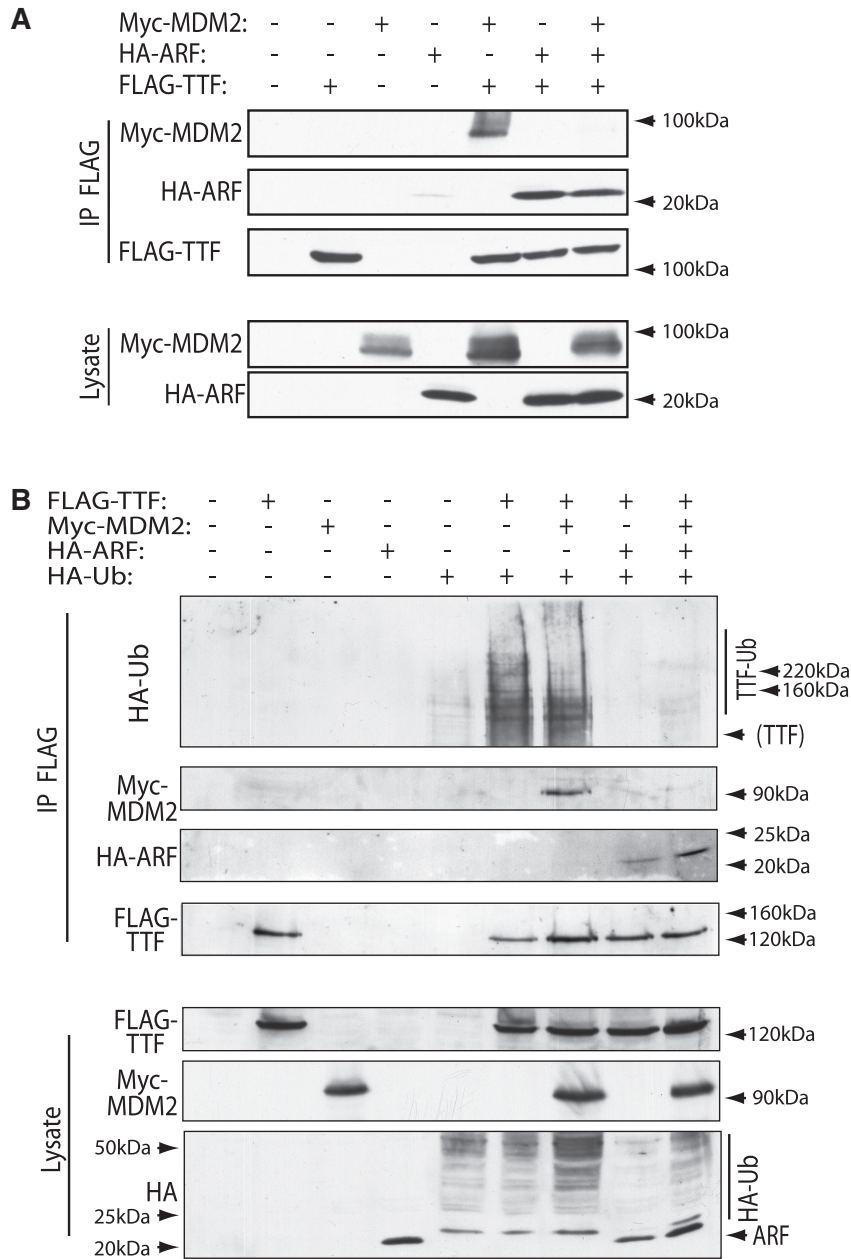 A
Myc-MDM2: - - + - + - +
HA-ARF: - - - + - + +
FLAG-TTF: - + - - + + +
IP FLAG
Myc-MDM2
100kDa
HA-ARF
20kDa
FLAG-TTF
100kDa
Lysate
Myc-MDM2
100kDa
HA-ARF
20kDa
B
FLAG-TTF: - + - - - + + + +
Myc-MDM2: - - + - - - + - +
HA-ARF: - - - + - - - + +
HA-Ub: - - - - + + + + +
IP FLAG
HA-Ub
TTF-Ub
220kDa
160kDa
(TTF)
Myc-
MDM2
90kDa
HA-ARF
25kDa
20kDa
FLAG-
TTF
160kDa
120kDa
Lysate
FLAG-
TTF
120kDa
Myc-
MDM2
90kDa
50kDa
HA
25kDa
20kDa
HA-Ub
ARF